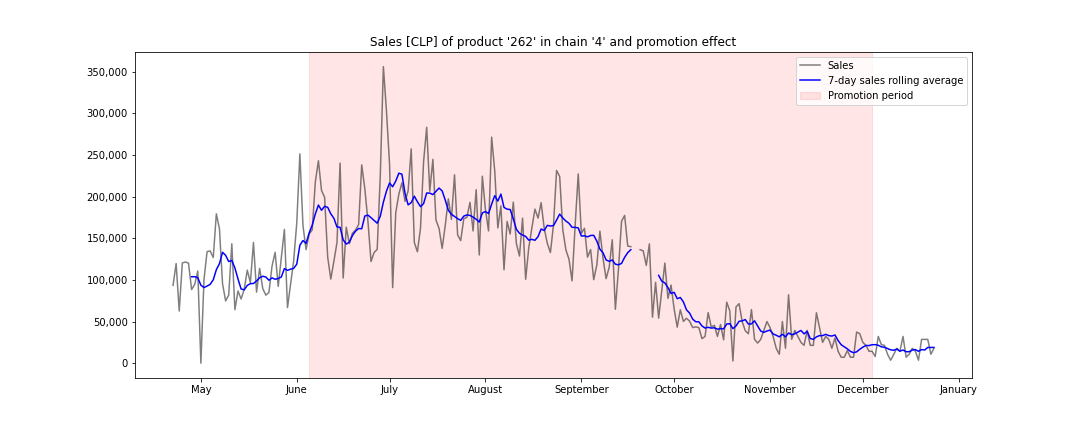 Sales [CLP] of product '262' in chain '4' and promotion effect
Sales
7-day sales rolling average
Promotion period
350,000
300,000
250,000
200,000
150,000
100,000
50,000
0
May
June
July
August
September
October
November
December
January